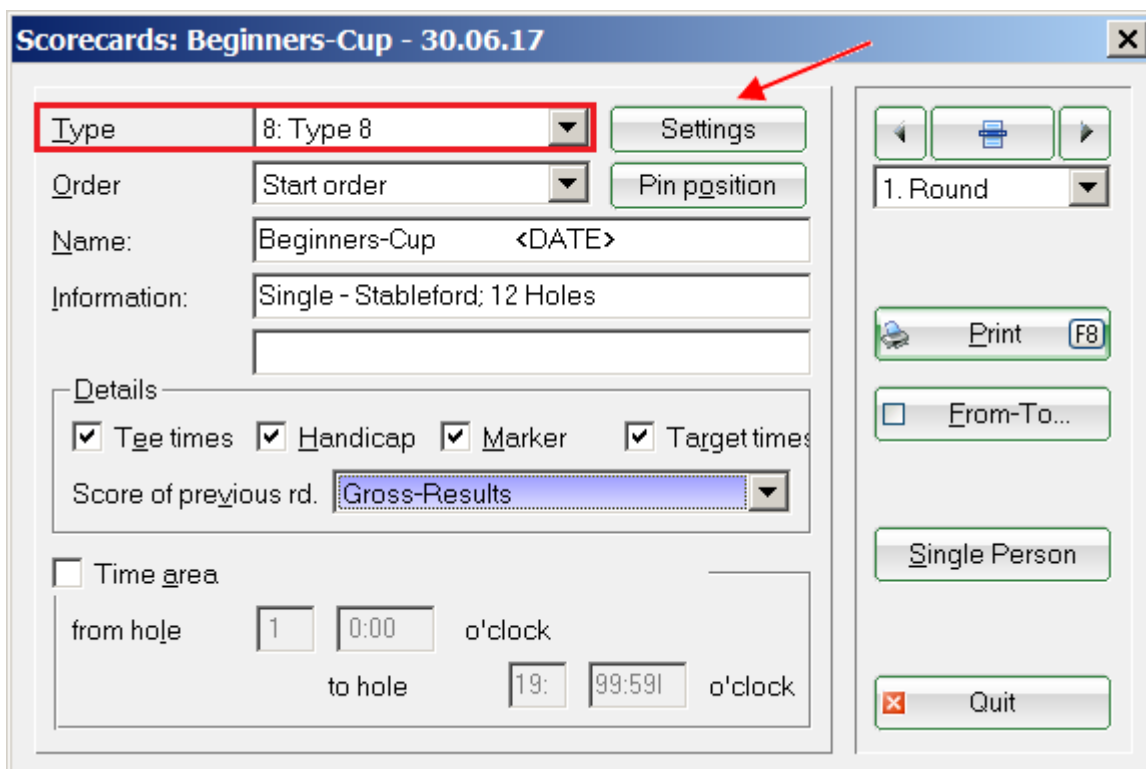 Scorecards: Beginners-Cup - 30.06.17
Type 8: Type 8 Settings
Order Start order Pin position
1. Round
Name: Beginners-Cup <DATE>
Information: Single - Stableford; 12 Holes
Print F8
Details
Tee times Handicap Marker Target times
From-To...
Score of previous rd. Gross-Results
Single Person
Time area
from hole 1 0:00 o'clock
to hole 19: 99:59 o'clock
Quit